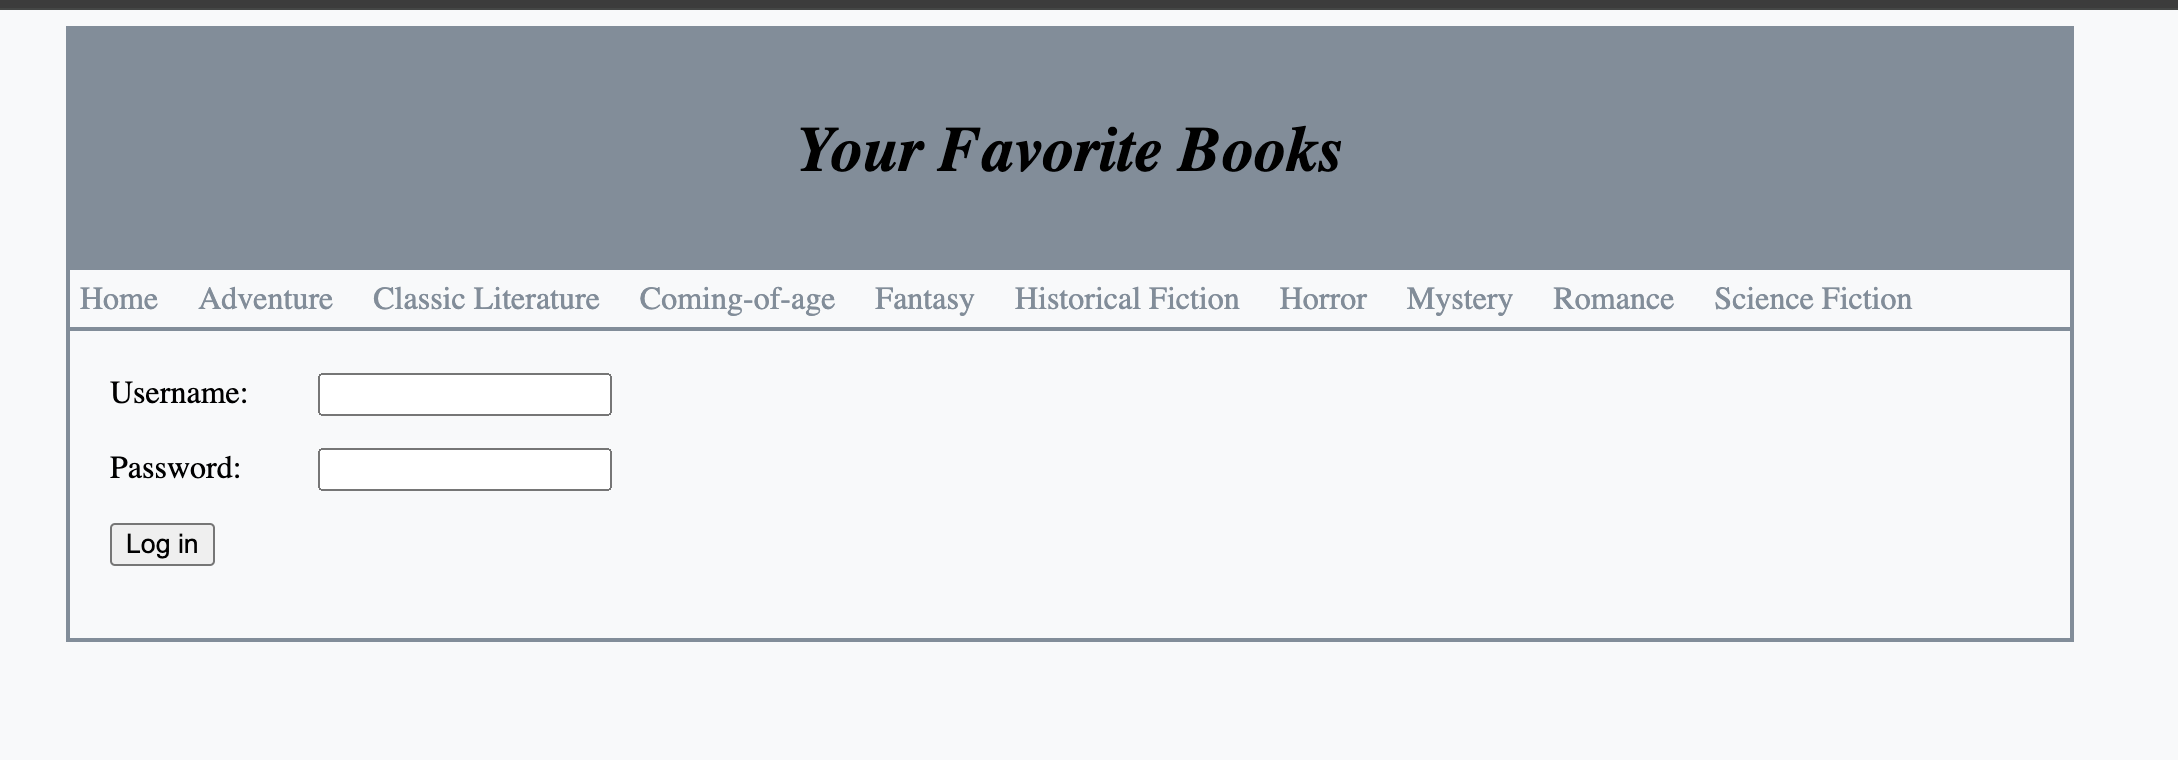 Your Favorite Books
Home Adventure Classic Literature Coming-of-age Fantasy Historical Fiction Horror Mystery Romance Science Fiction
Username:
Password:
Log in